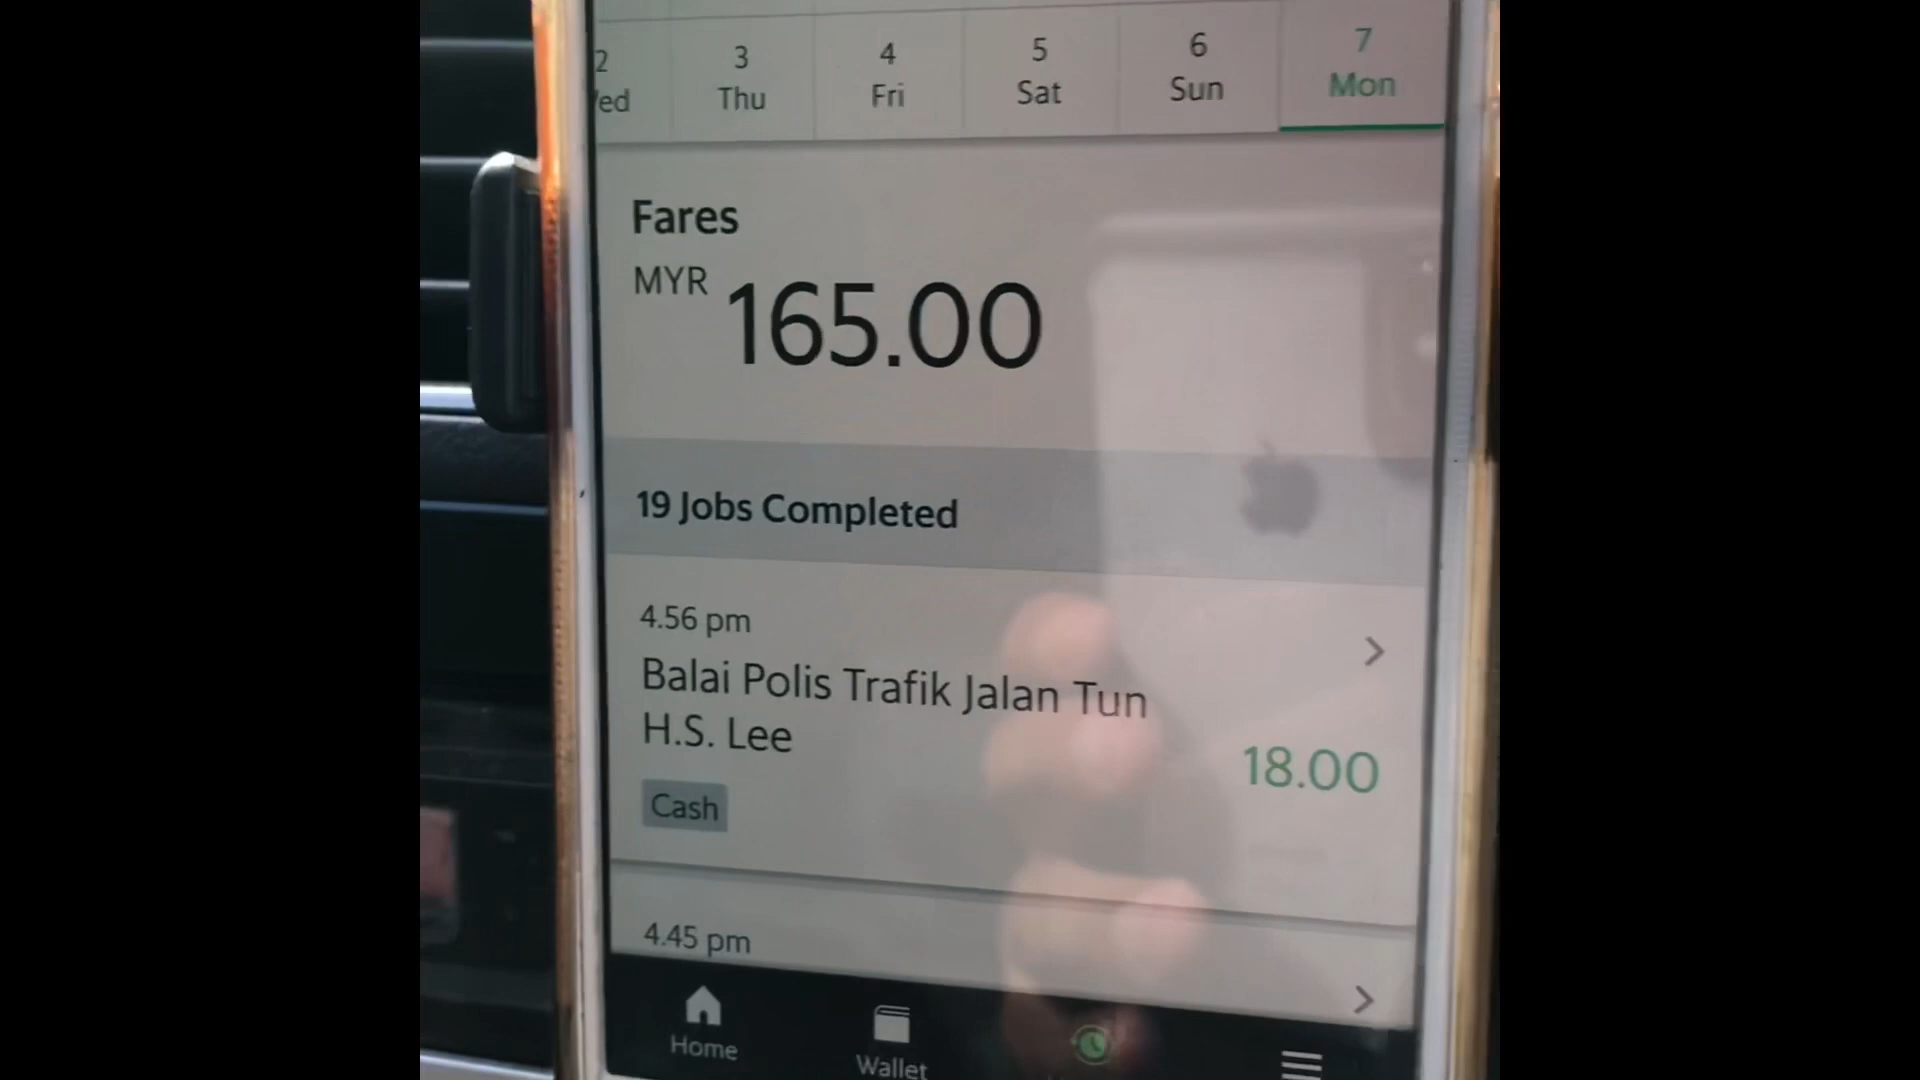 2 3 4 5 6 7
Thu Fri Sat Sun Mon
Fares
MYR 165.00
19 Jobs Completed
4.56 pm
Balai Polis Trafik Jalan Tun
H.S. Lee
18.00
Cash
4.45 pm
Home
Wallet